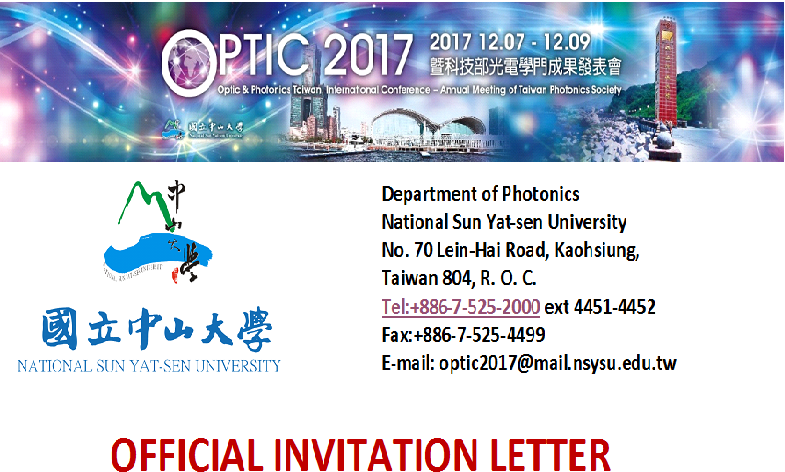 OPTIC 2017
2017 12.07 - 12.09
暨科技部光電學門成果發表會
Optic & Photonics Taiwan, International Conference – Annual Meeting of Taiwan Photonics Society
國立中山大學
中山大學
Department of Photonics
National Sun Yat-sen University
No. 70 Lein-Hai Road, Kaohsiung,
Taiwan 804, R. O. C.
Tel:+886-7-525-2000 ext 4451-4452
Fax:+886-7-525-4499
E-mail: optic2017@mail.nsysu.edu.tw
國立中山大學
NATIONAL SUN YAT-SEN UNIVERSITY
OFFICIAL INVITATION LETTER